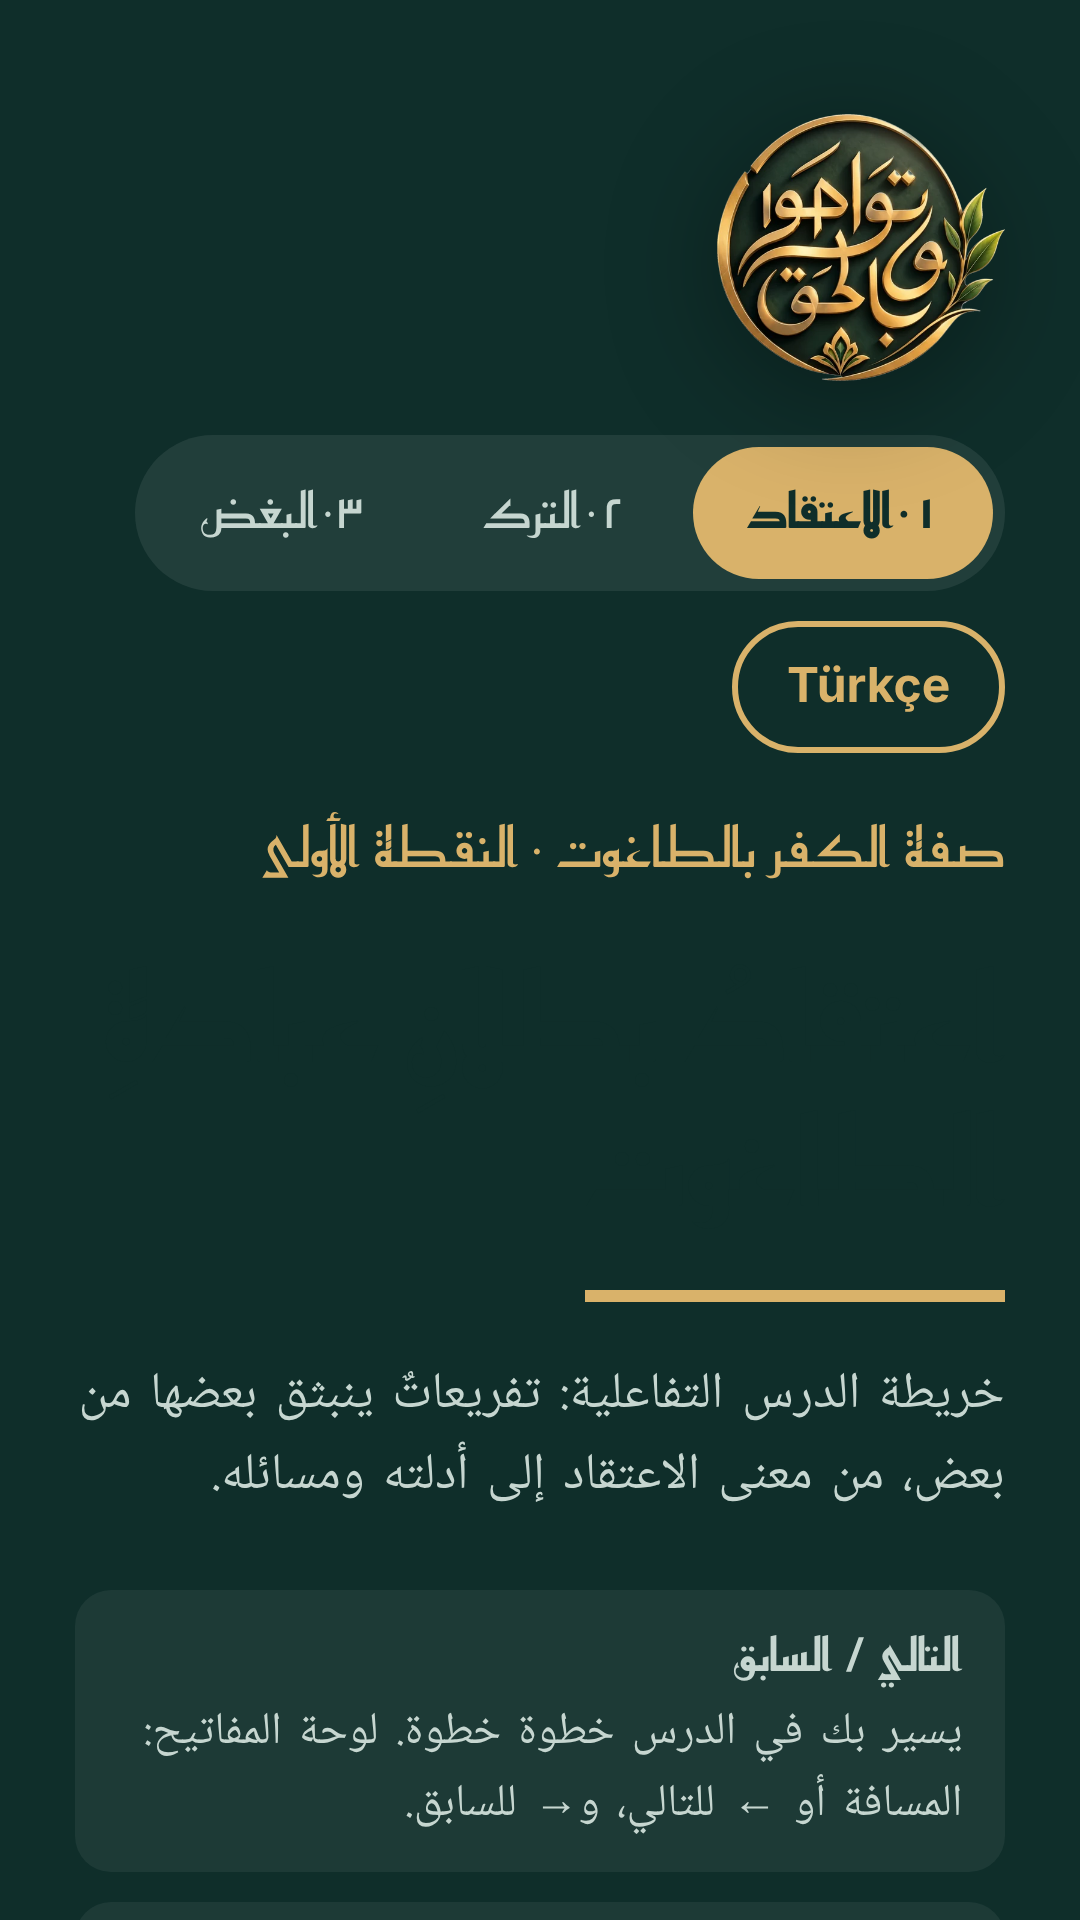 وتواصوا بالحق
٠١ · الاعتقاد
٠٢ · الترك
٠٣ · البغض
Türkçe
صفة الكفر بالطاغوت · النقطة الأولى
خريطة الدرس التفاعلية: تفريعاتٌ ينبثق بعضها من
بعض، من معنى الاعتقاد إلى أدلته ومسائله.
التالي / السابق
يسير بك في الدرس خطوة خطوة. لوحة المفاتيح:
المسافة أو ← للتالي، و→ للسابق.